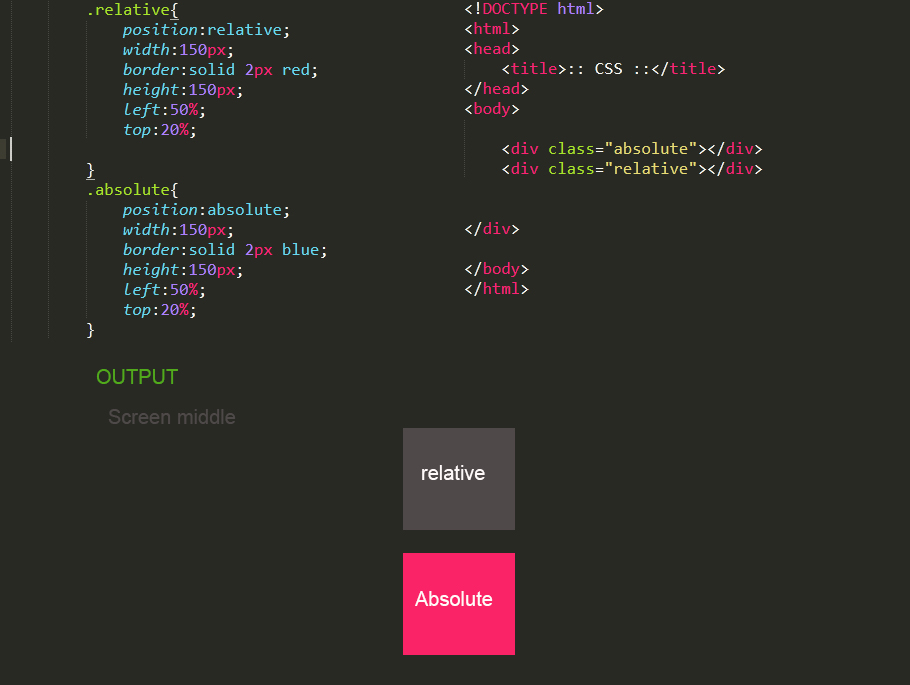 .relative{
position:relative;
width:150px;
border:solid 2px red;
height:150px;
left:50%;
top:20%;
}
.absolute{
position:absolute;
width:150px;
border:solid 2px blue;
height:150px;
left:50%;
top:20%;
}
<!DOCTYPE html>
<html>
<head>
<title>:: CSS ::</title>
</head>
<body>
<div class="absolute"></div>
<div class="relative"></div>
</div>
</body>
</html>
OUTPUT
Screen middle
relative
Absolute